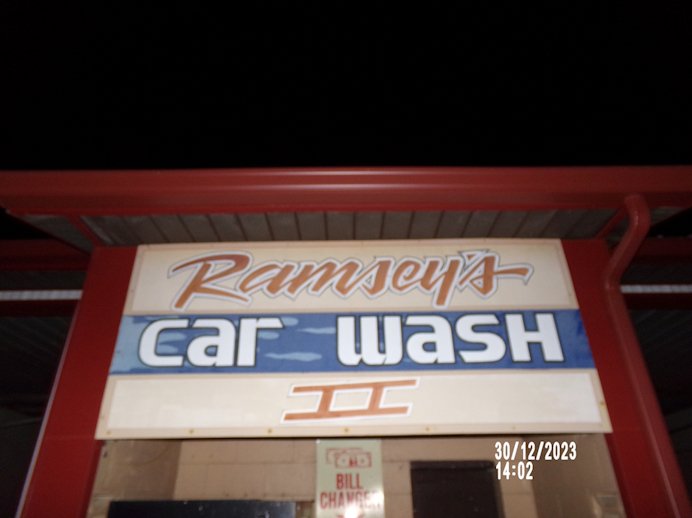 Ramsey's
car wash
II
BILL
CHANGER
30/12/2023
14:02